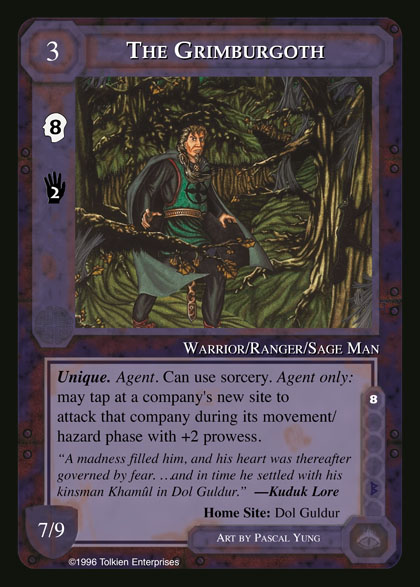 3
THE GRIMBURGOTH
8
2
WARRIOR/RANGER/SAGE MAN
Unique. Agent. Can use sorcery. Agent only:
may tap at a company's new site to
attack that company during its movement/
hazard phase with +2 prowess.
8
“A madness filled him, and his heart was thereafter
governed by fear. …and in time he settled with his
kinsman Khamûl in Dol Guldur.” —Kuduk Lore
Home Site: Dol Guldur
7/9
ART BY PASCAL YUNG
©1996 Tolkien Enterprises